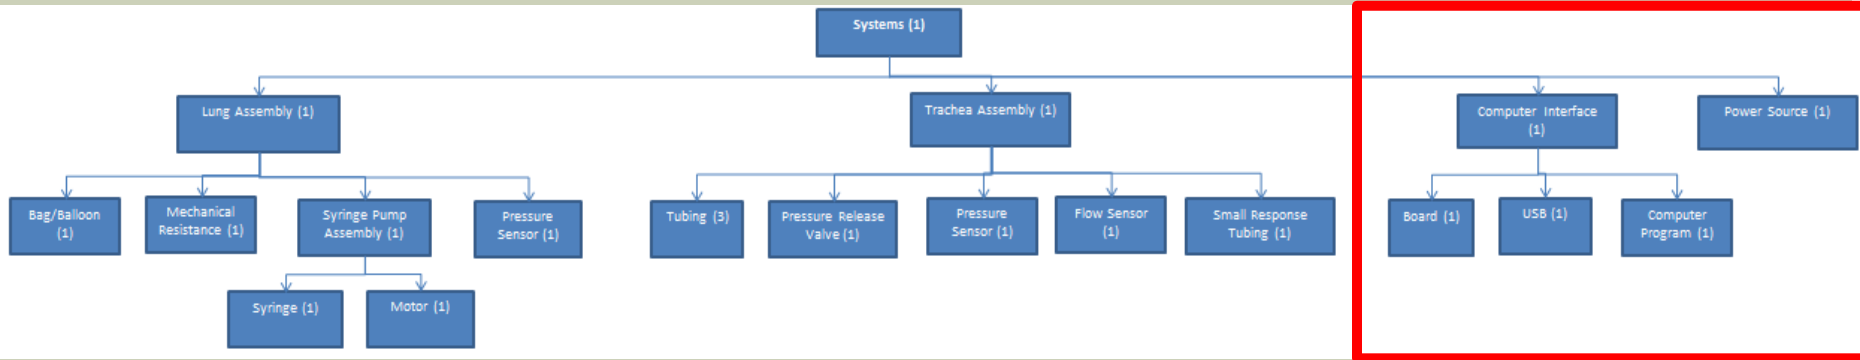 Systems (1)
Lung Assembly (1)
Trachea Assembly (1)
Computer Interface
(1)
Power Source (1)
Bag/Balloon
(1)
Mechanical
Resistance (1)
Syringe Pump
Assembly (1)
Pressure
Sensor (1)
Tubing (3)
Pressure Release
Valve (1)
Pressure
Sensor (1)
Flow Sensor
(1)
Small Response
Tubing (1)
Board (1)
USB (1)
Computer
Program (1)
Syringe (1)
Motor (1)